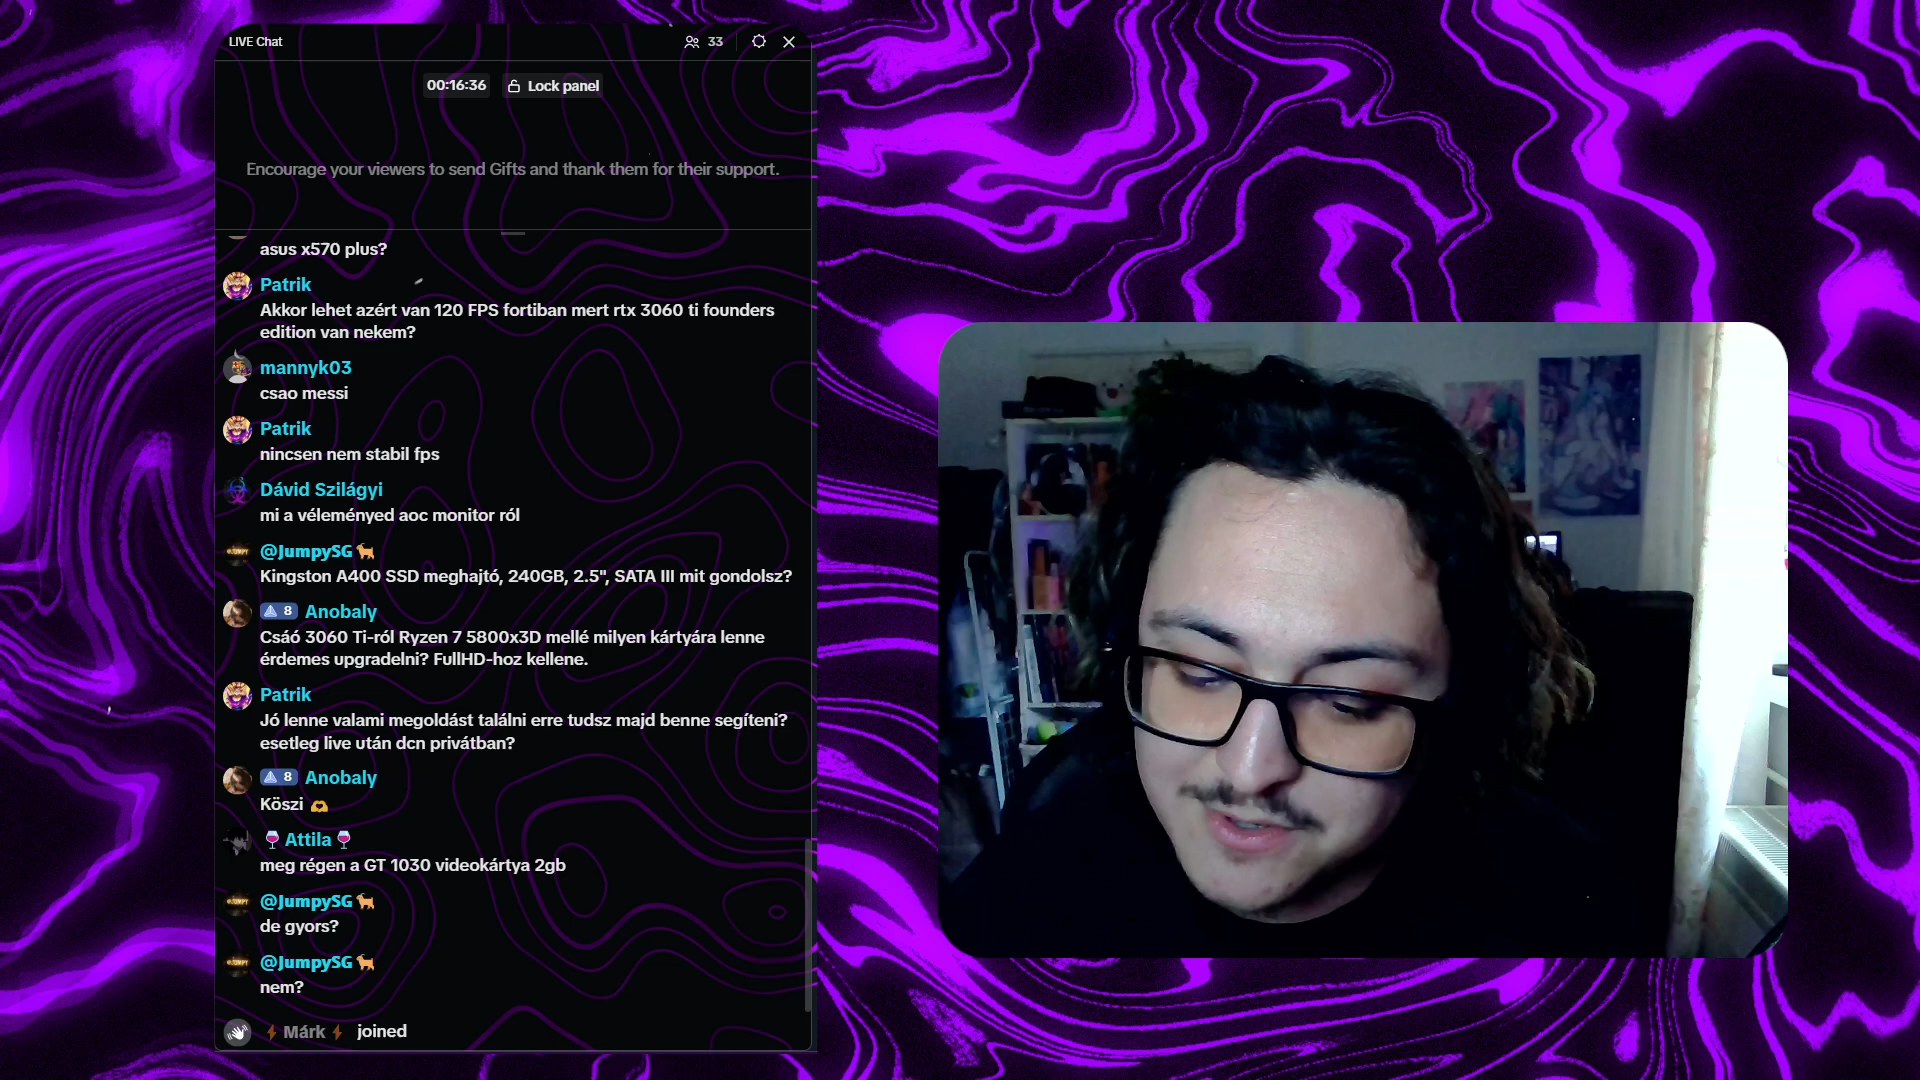 LIVE Chat
33
00:16:36
Lock panel
Encourage your viewers to send Gifts and thank them for their support.
asus x570 plus?
Patrik
Akkor lehet azért van 120 FPS fortiban mert rtx 3060 ti founders
edition van nekem?
mannyk03
csao messi
Patrik
nincsen nem stabil fps
Dávid Szilágyi
mi a véleményed aoc monitor ról
@JumpySG🐕
Kingston A400 SSD meghajtó, 240GB, 2.5", SATA III mit gondolsz?
8 Anobaly
Csáó 3060 Ti-ról Ryzen 7 5800x3D mellé milyen kártyára lenne
érdemes upgradelni? FullHD-hoz kellene.
Patrik
Jó lenne valami megoldást találni erre tudsz majd benne segíteni?
esetleg live után dcn privátban?
8 Anobaly
Köszi 🫶
🍷Attila🍷
meg régen a GT 1030 videokártya 2gb
@JumpySG🐕
de gyors?
@JumpySG🐕
nem?
⚡Márk⚡ joined